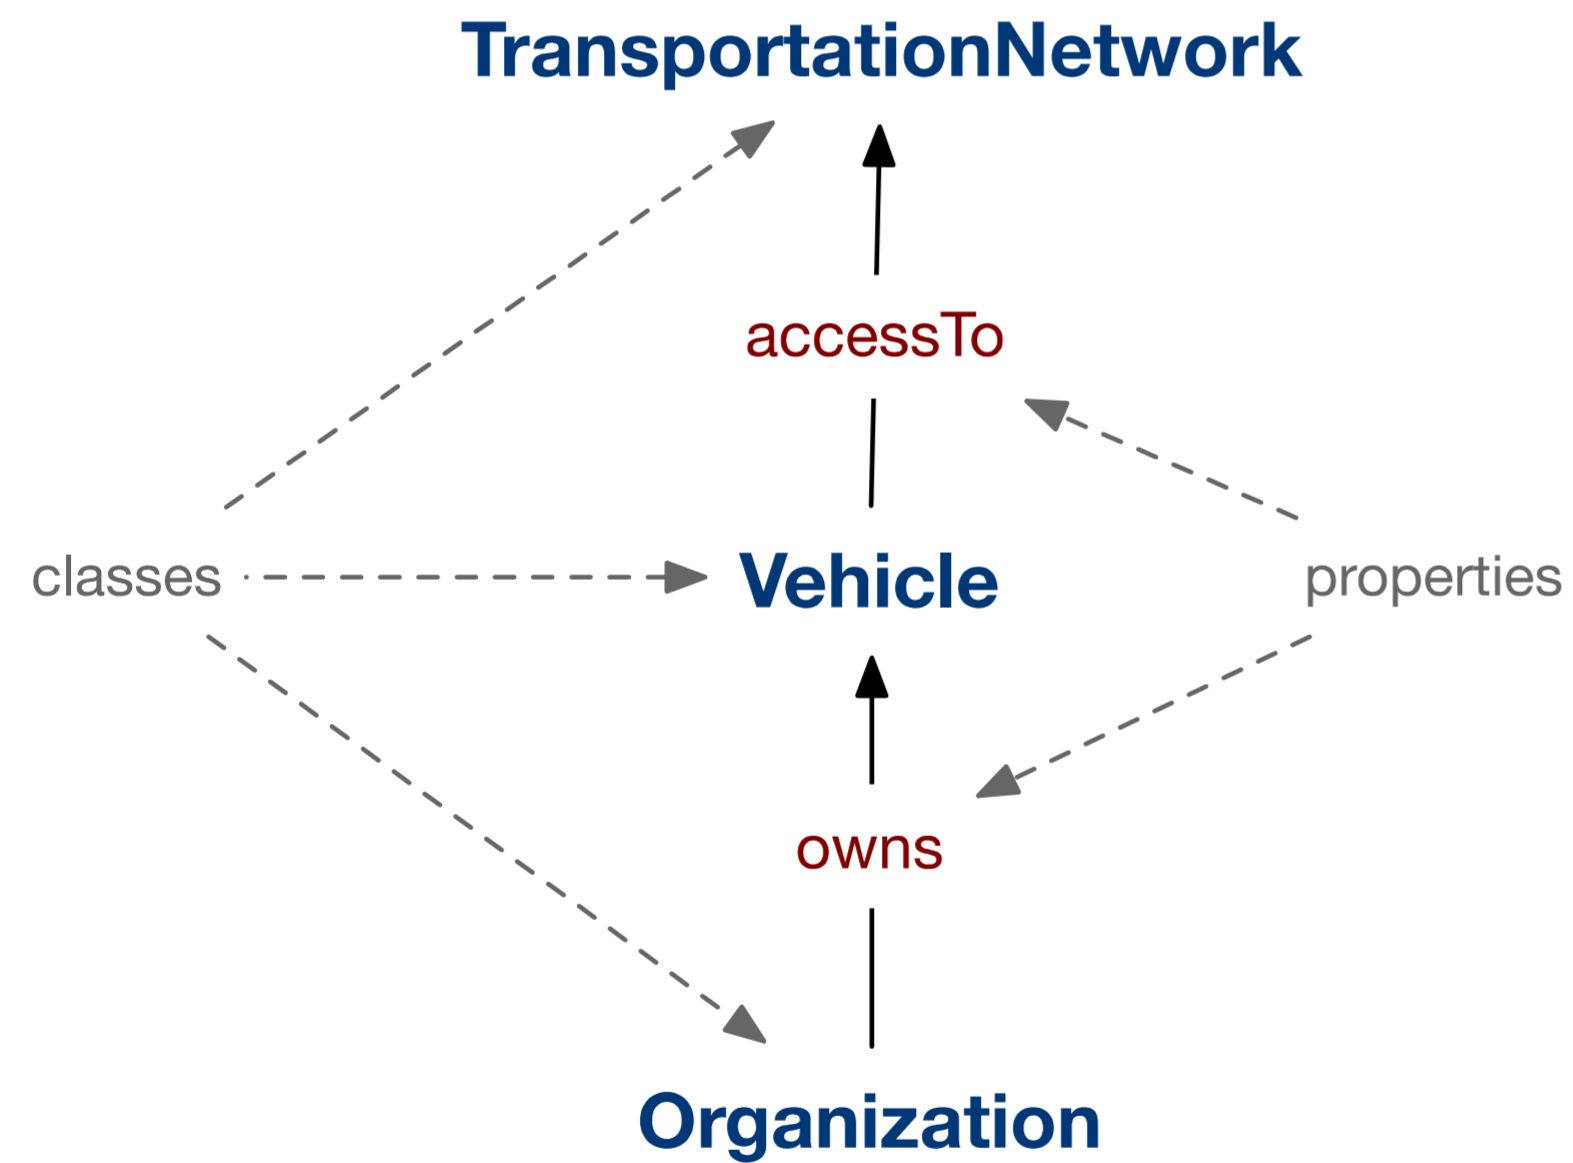 TransportationNetwork
accessTo
classes
Vehicle
properties
owns
Organization